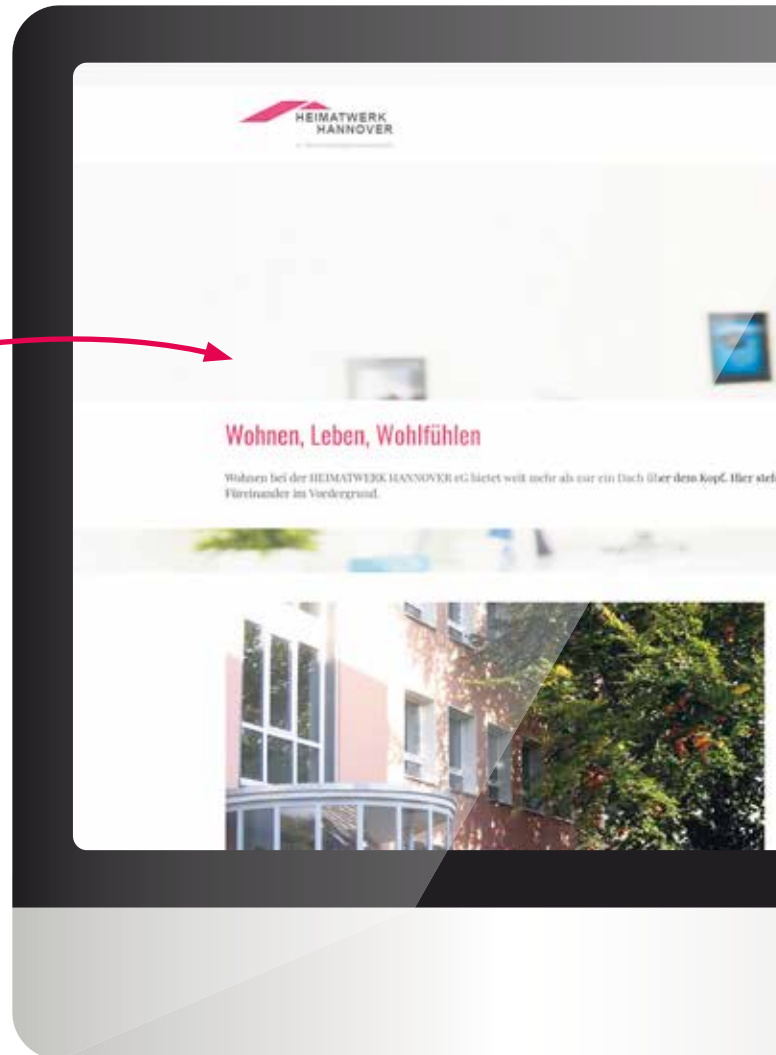 HEIMATWERK
HANNOVER
Wohnen, Leben, Wohlfühlen
Wohnen bei der HEIMATWERK HANNOVER eG bietet weit mehr als nur ein Dach über dem Kopf. Hier
Füreinander im Vordergrund.